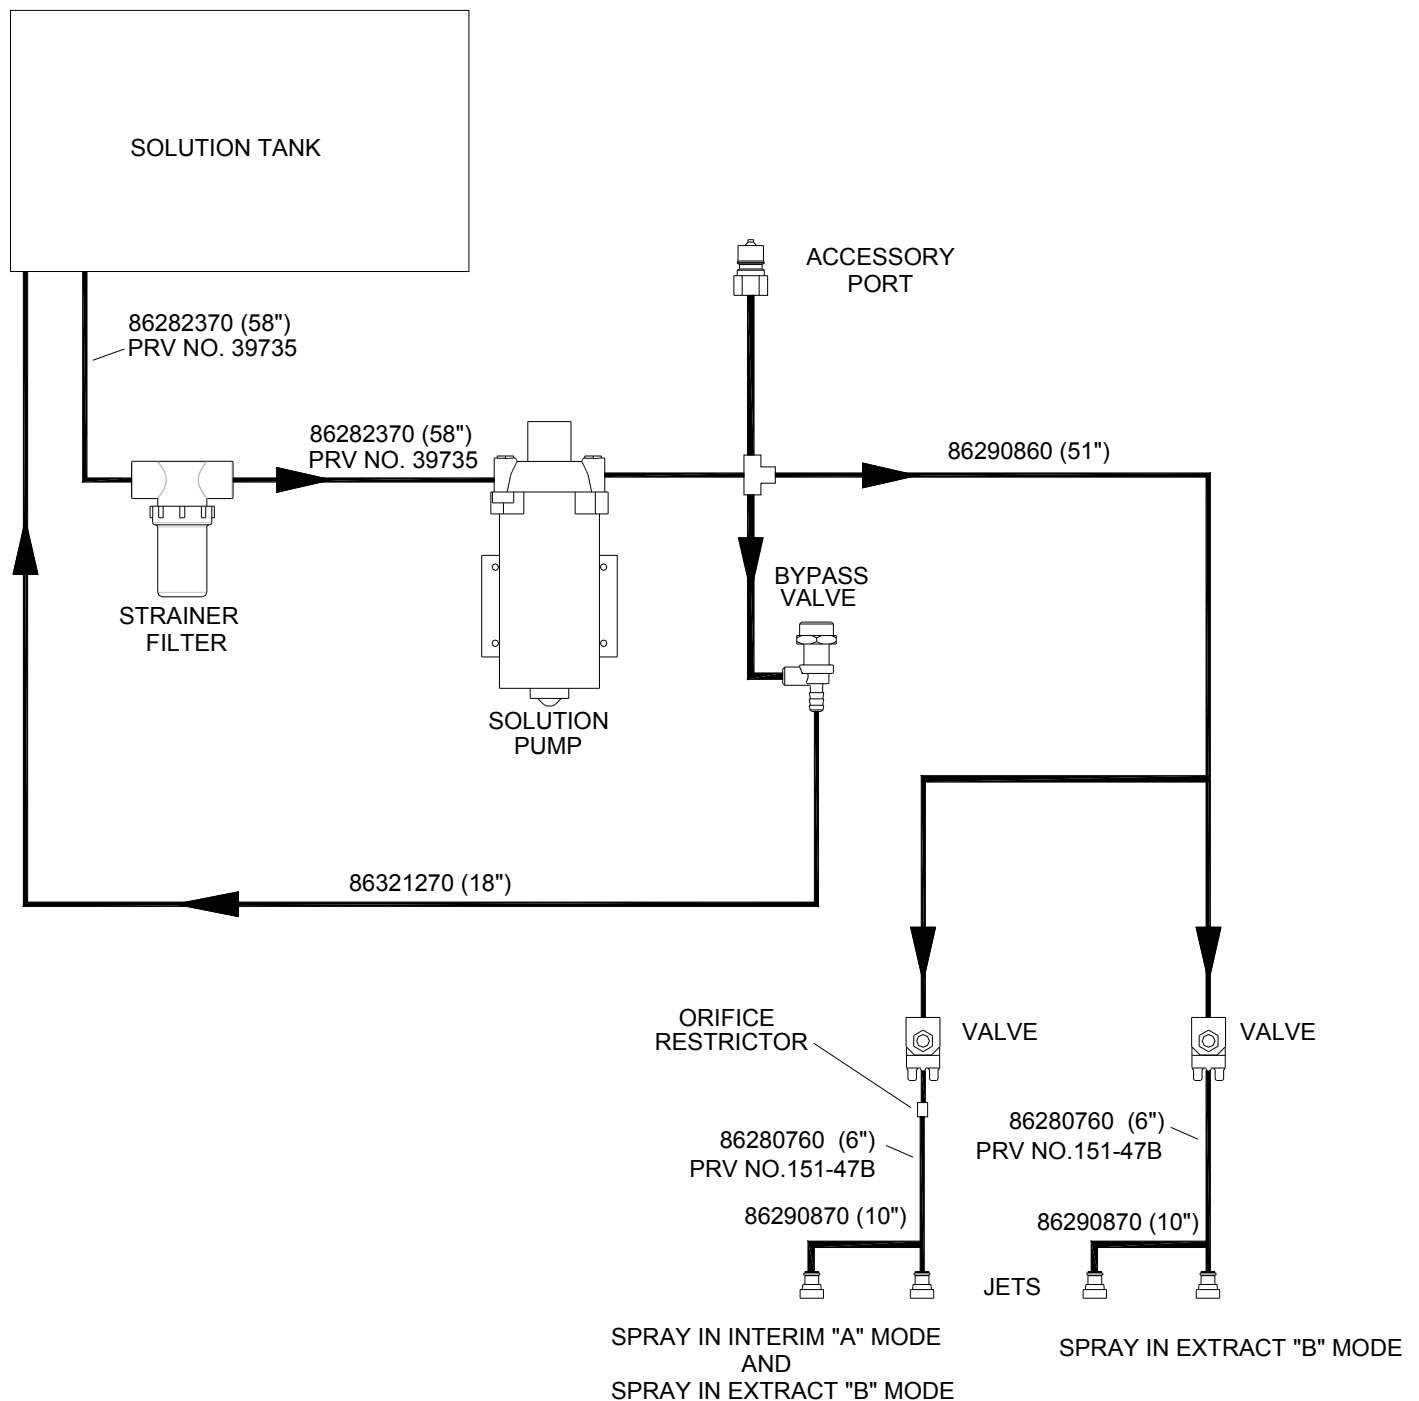 SOLUTION TANK
ACCESSORY
PORT
86282370 (58")
PRV NO. 39735
86282370 (58")
PRV NO. 39735
86290860 (51")
BYPASS
VALVE
STRAINER
FILTER
SOLUTION
PUMP
86321270 (18")
ORIFICE
RESTRICTOR
VALVE
VALVE
86280760  (6")
PRV NO.151-47B
86280760  (6")
PRV NO.151-47B
86290870 (10")
86290870 (10")
JETS
SPRAY IN INTERIM "A" MODE
AND
SPRAY IN EXTRACT "B" MODE
SPRAY IN EXTRACT "B" MODE